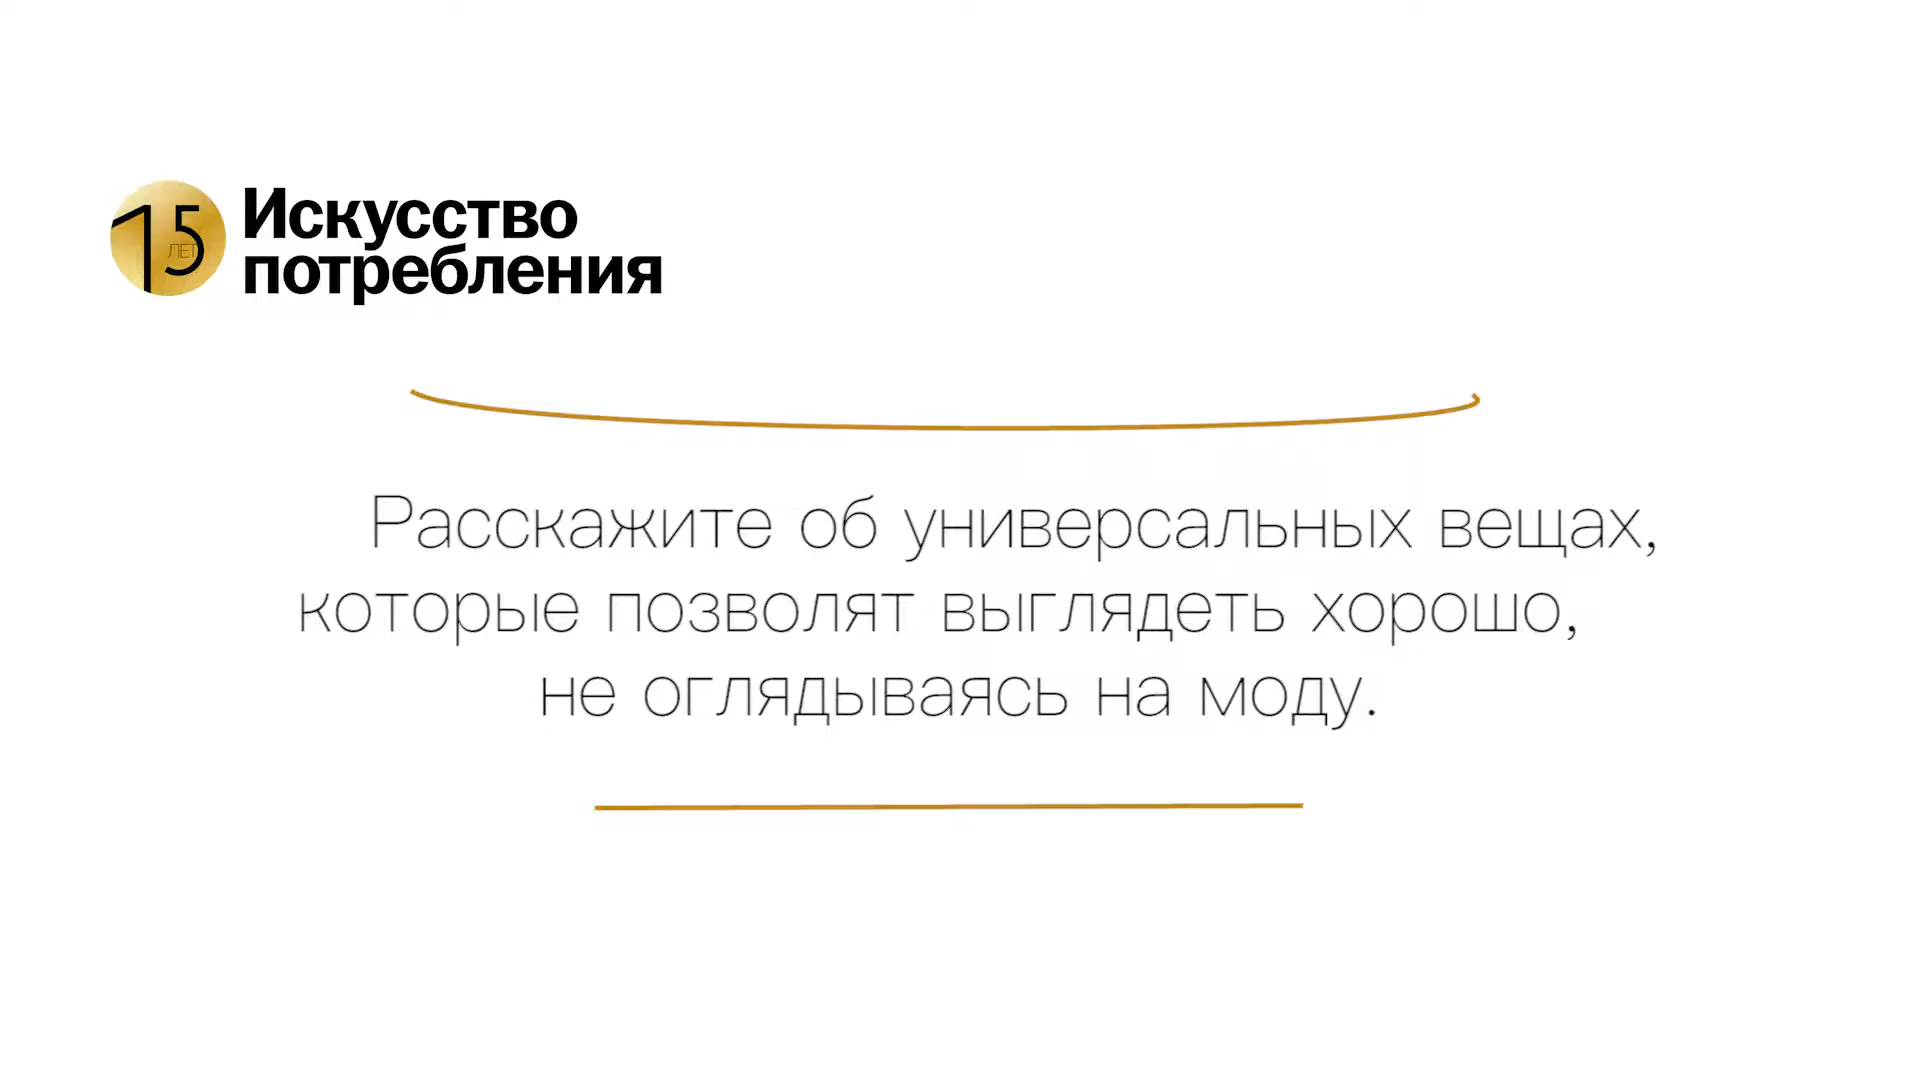 15
ЛЕТ
Искусство
потребления
Расскажите об универсальных вещах,
которые позволят выглядеть хорошо,
не оглядываясь на моду.